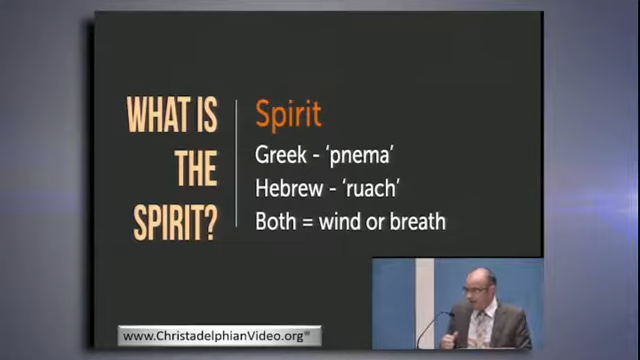 WHAT IS
THE
SPIRIT?
Spirit
Greek - ‘pnema’
Hebrew - ‘ruach’
Both = wind or breath
www.ChristadelphianVideo.org